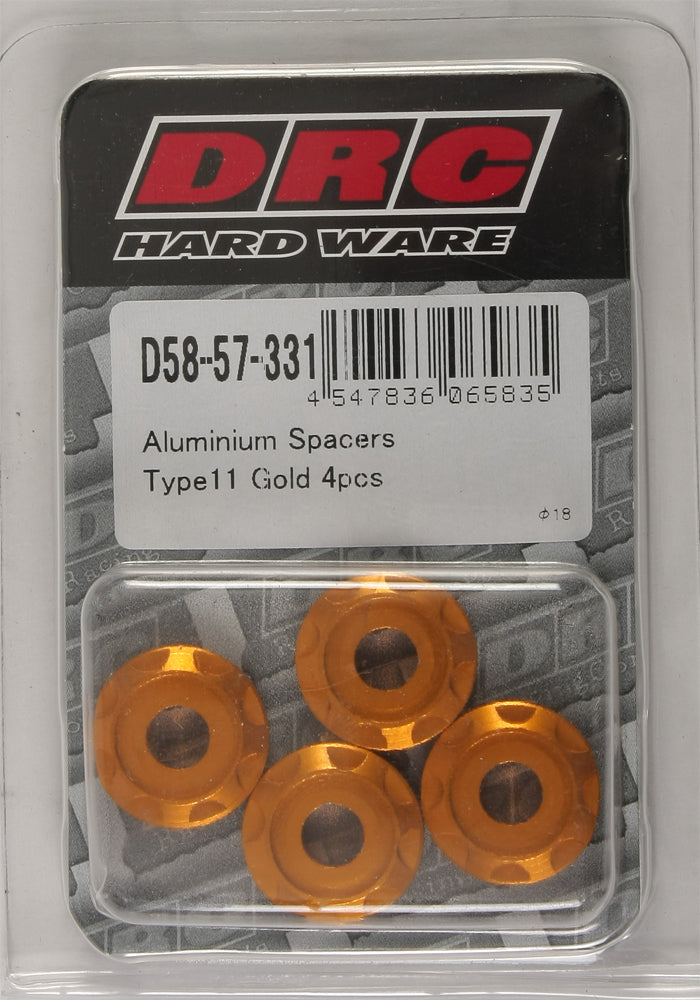 DRC
HARD WARE
D58-57-331
4 547836 065835
Aluminium Spacers
Type11 Gold 4pcs
φ18